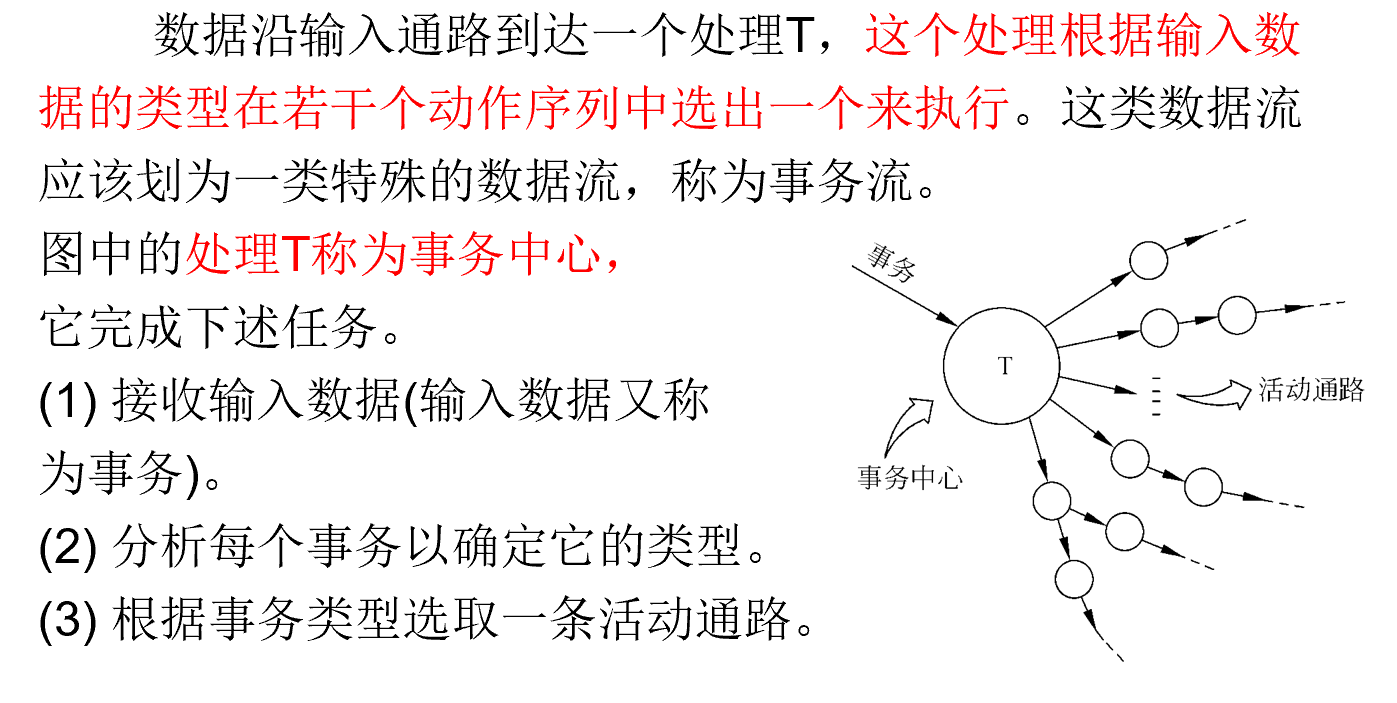 数据沿输入通路到达一个处理T，这个处理根据输入数
据的类型在若干个动作序列中选出一个来执行。这类数据流
应该划为一类特殊的数据流，称为事务流。
图中的处理T称为事务中心，
它完成下述任务。
(1) 接收输入数据(输入数据又称
为事务)。
(2) 分析每个事务以确定它的类型。
(3) 根据事务类型选取一条活动通路。
事务
T
活动通路
事务中心